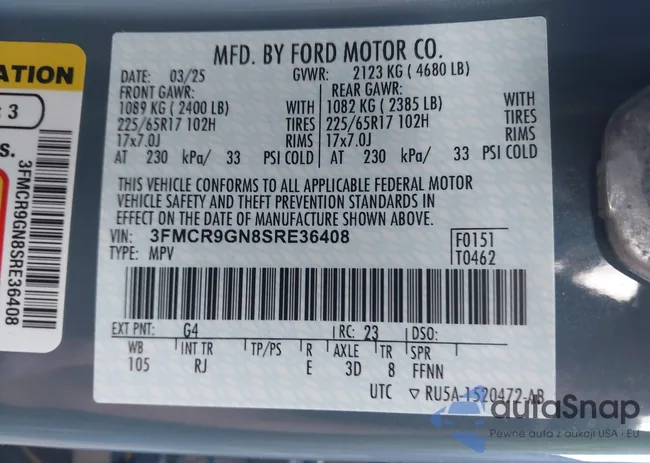 ATION
: 3
s.
3FMCR9GN8SRE36408
MFD. BY FORD MOTOR CO.
DATE: 03/25 GVWR: 2123 KG ( 4680 LB)
FRONT GAWR: REAR GAWR:
1089 KG ( 2400 LB) WITH 1082 KG ( 2385 LB) WITH
225/65R17 102H TIRES 225/65R17 102H TIRES
17x7.0J RIMS 17x7.0J RIMS
AT 230 kPa/ 33 PSI COLD AT 230 kPa/ 33 PSI COLD
THIS VEHICLE CONFORMS TO ALL APPLICABLE FEDERAL MOTOR
VEHICLE SAFETY AND THEFT PREVENTION STANDARDS IN
EFFECT ON THE DATE OF MANUFACTURE SHOWN ABOVE.
VIN: 3FMCR9GN8SRE36408 F0151
TYPE: MPV T0462
EXT PNT: G4 RC: 23 DSO:
WB INT TR TP/PS R AXLE TR SPR
105 RJ E 3D 8 FFNN
UTC ▽ RU5A-1520472-AB
autaSnap
Pewne auta z aukcji USA i EU